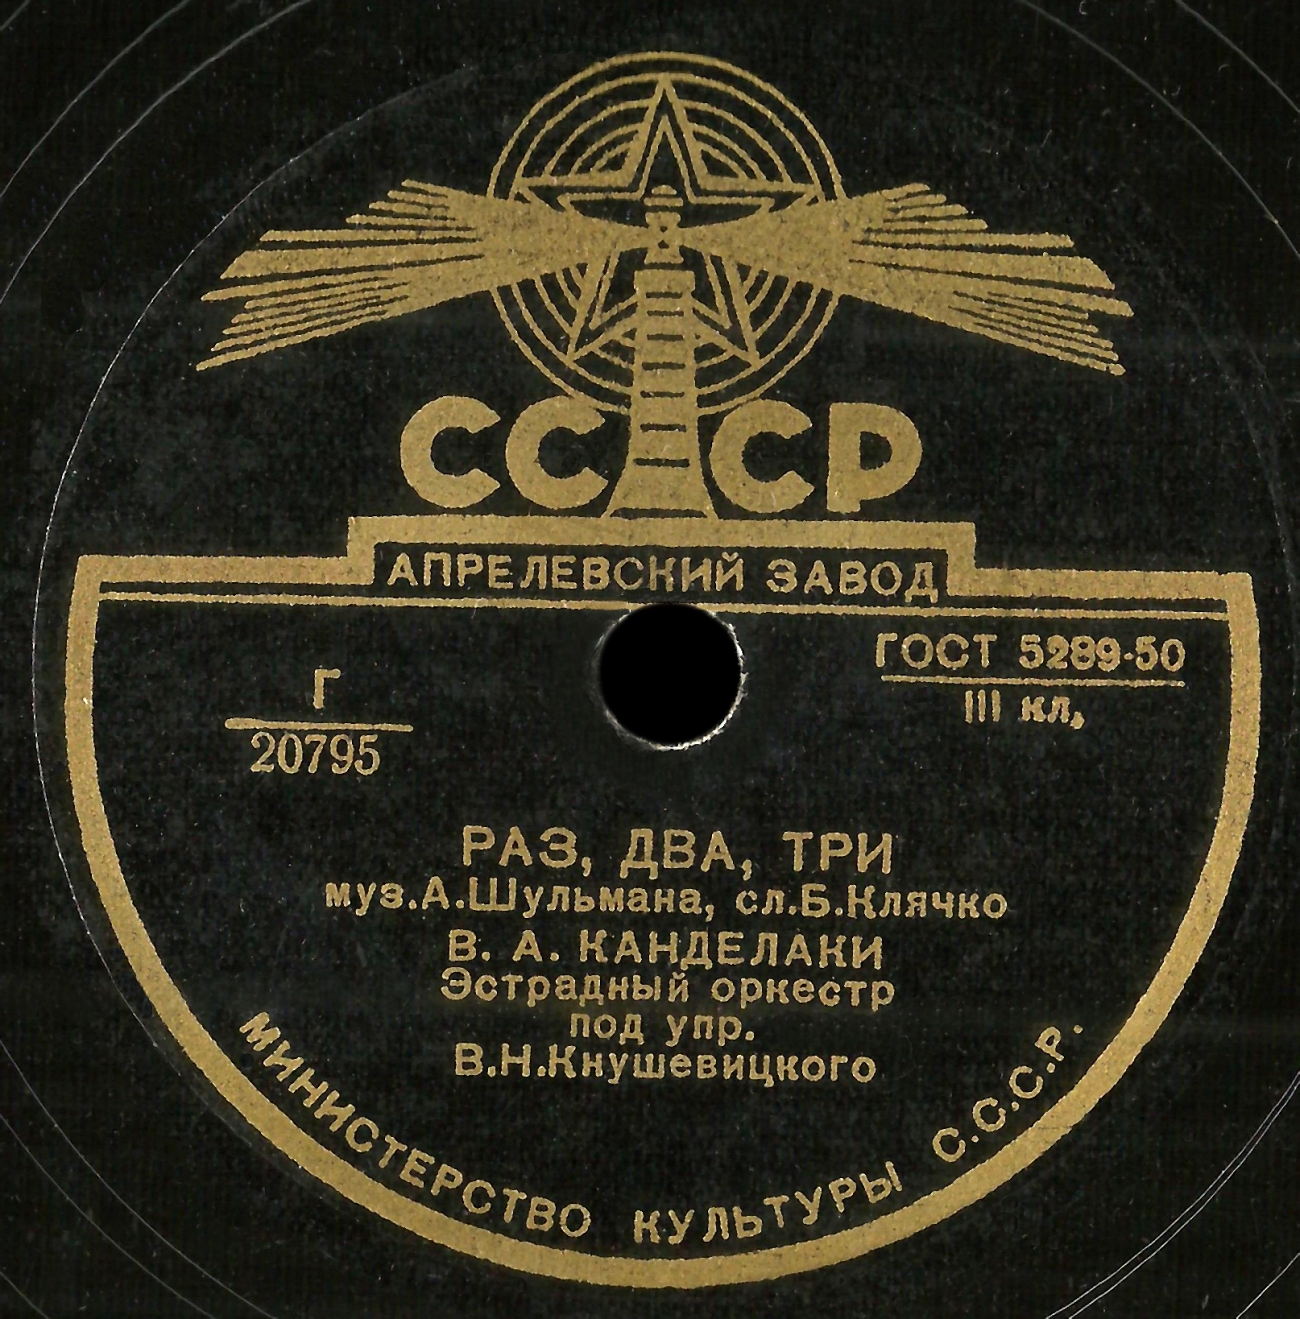 СССР
АПРЕЛЕВСКИЙ ЗАВОД
ГОСТ 5289-50
III кл.
Г
20795
РАЗ, ДВА, ТРИ
муз.А.Шульмана, сл.Б.Клячко
В. А. КАНДЕЛАКИ
Эстрадный оркестр
под упр.
В.Н.Кнушевицкого
МИНИСТЕРСТВО КУЛЬТУРЫ С.С.С.Р.